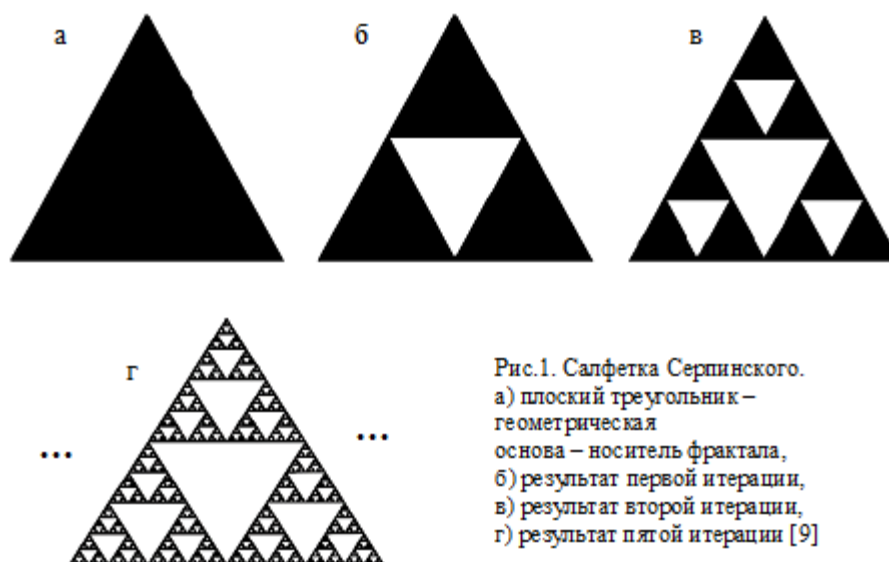 а
б
в
г
...
...
Рис.1. Салфетка Серпинского.
а) плоский треугольник –
геометрическая
основа – носитель фрактала,
б) результат первой итерации,
в) результат второй итерации,
г) результат пятой итерации [9]